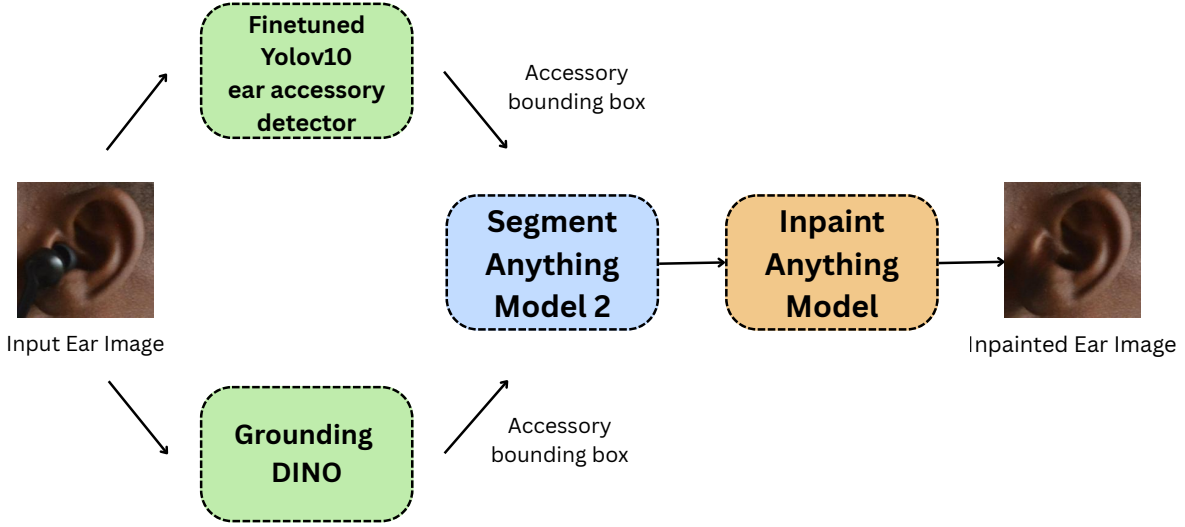 Finetuned
Yolov10
ear accessory
detector
Accessory
bounding box
Segment
Anything
Model 2
Inpaint
Anything
Model
Input Ear Image
Inpainted Ear Image
Grounding
DINO
Accessory
bounding box